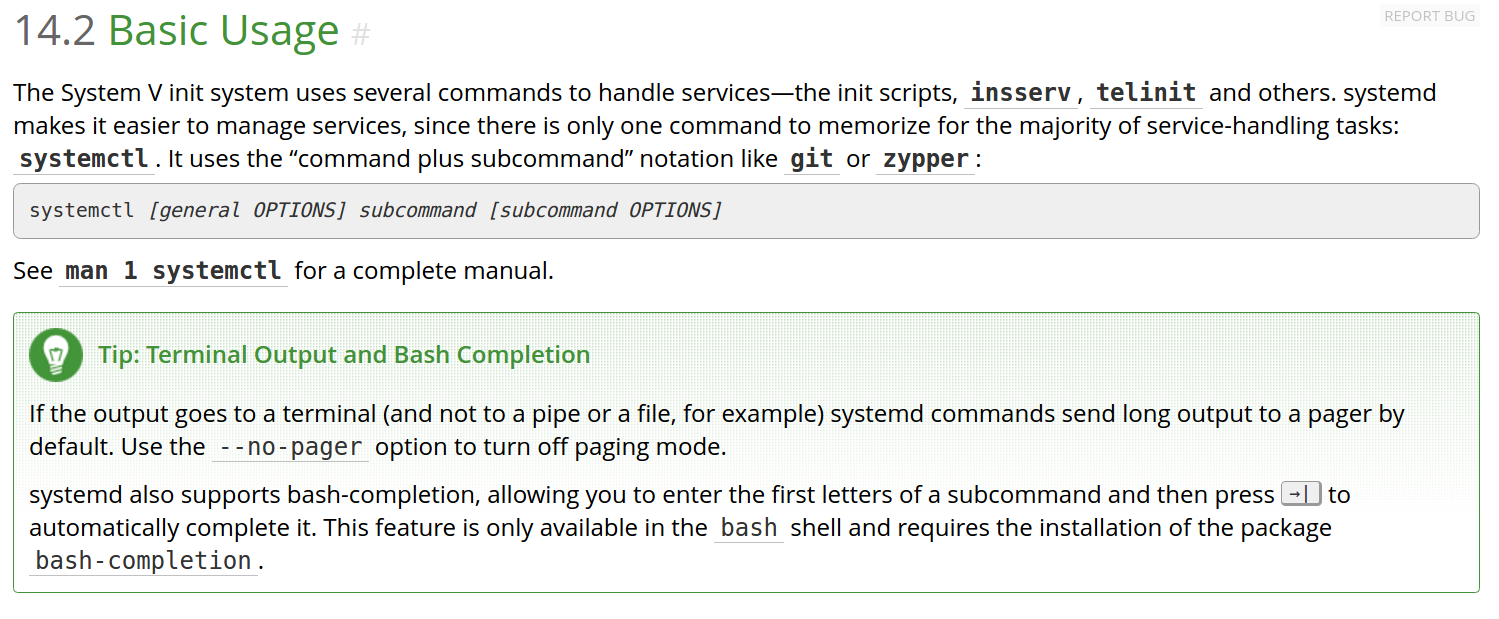 14.2 Basic Usage #
REPORT BUG
The System V init system uses several commands to handle services—the init scripts, insserv, telinit and others. systemd
makes it easier to manage services, since there is only one command to memorize for the majority of service-handling tasks:
systemctl. It uses the “command plus subcommand” notation like git or zypper:
systemctl [general OPTIONS] subcommand [subcommand OPTIONS]
See man 1 systemctl for a complete manual.
Tip: Terminal Output and Bash Completion
If the output goes to a terminal (and not to a pipe or a file, for example) systemd commands send long output to a pager by
default. Use the --no-pager option to turn off paging mode.
systemd also supports bash-completion, allowing you to enter the first letters of a subcommand and then press →| to
automatically complete it. This feature is only available in the bash shell and requires the installation of the package
bash-completion.